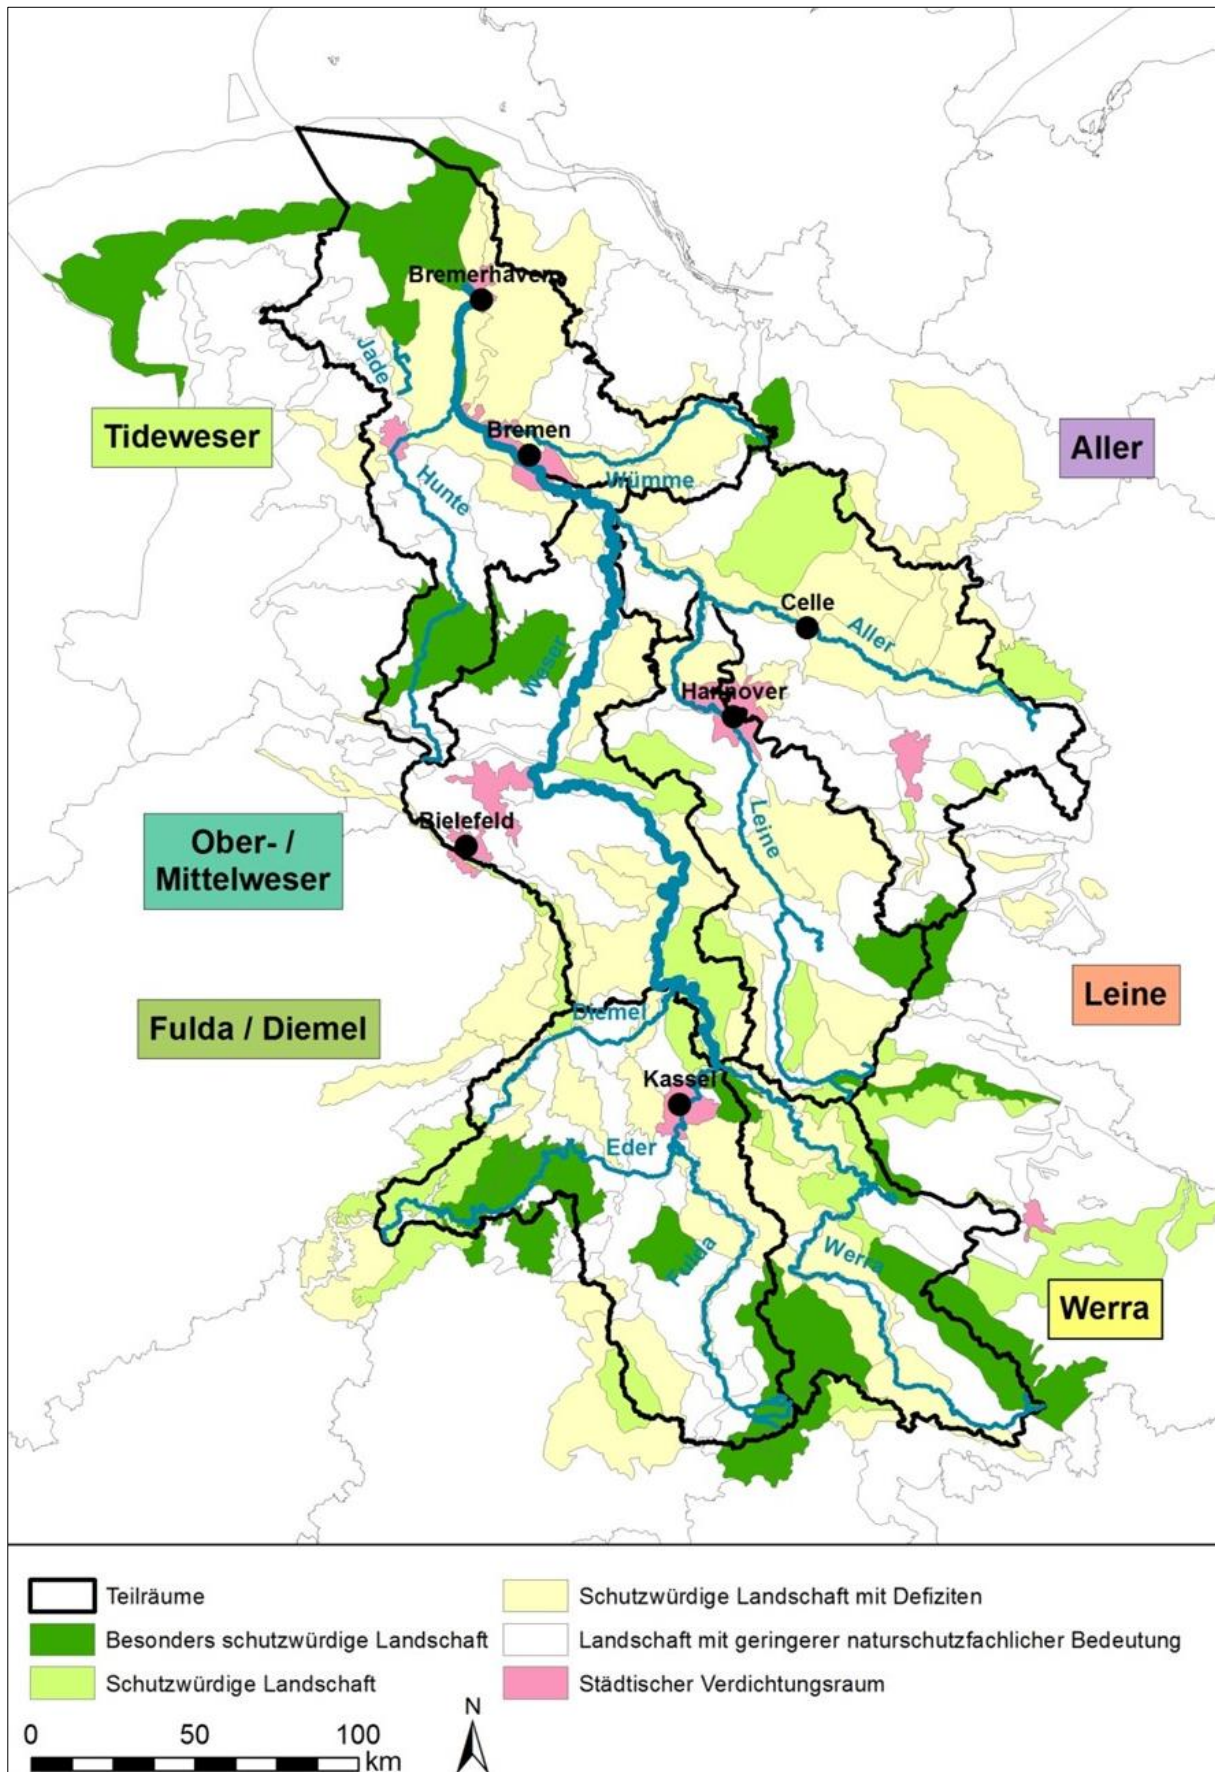 Bremerhaven
Jade
Tideweser
Bremen
Aller
Wümme
Hunte
Celle
Aller
Weser
Hannover
Leine
Bielefeld
Ober- /
Mittelweser
Leine
Fulda / Diemel
Diemel
Kassel
Eder
Fulda
Werra
Werra
Teilräume
Besonders schutzwürdige Landschaft
Schutzwürdige Landschaft
Schutzwürdige Landschaft mit Defiziten
Landschaft mit geringerer naturschutzfachlicher Bedeutung
Städtischer Verdichtungsraum
0 50 100
km
N